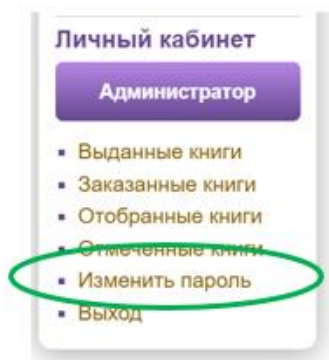 Личный кабинет
Администратор
Выданные книги
Заказанные книги
Отобранные книги
Отмеченные книги
Изменить пароль
Выход